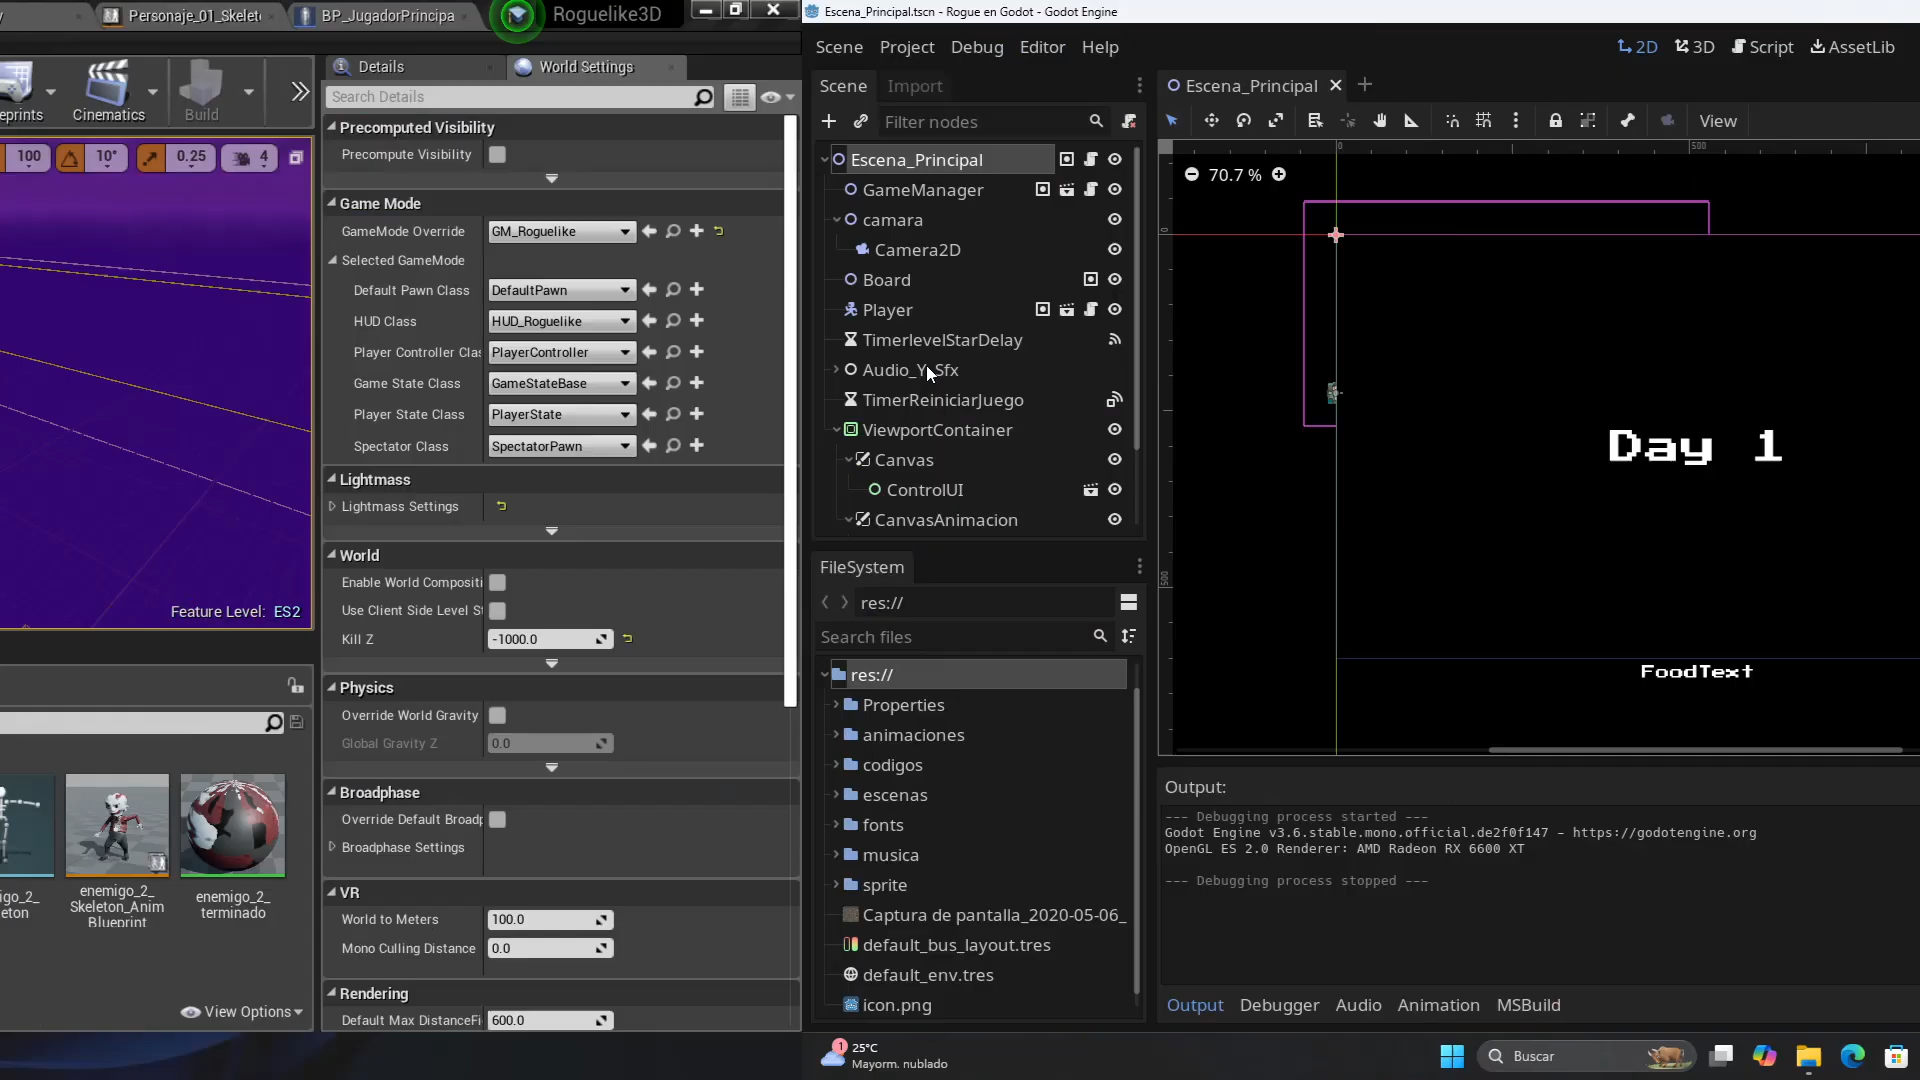 Personaje_01_Skelet
BP_JugadorPrincipa
Roguelike3D
eprints
Cinematics
Build
100
10°
0.25
4
Feature Level: ES2
Details
World Settings
Search Details
Precomputed Visibility
Precompute Visibility
Game Mode
GameMode Override
GM_Roguelike
Selected GameMode
Default Pawn Class
DefaultPawn
HUD Class
HUD_Roguelike
Player Controller Clas
PlayerController
Game State Class
GameStateBase
Player State Class
PlayerState
Spectator Class
SpectatorPawn
Lightmass
Lightmass Settings
World
Enable World Compositi
Use Client Side Level St
Kill Z
-1000.0
Physics
Override World Gravity
Global Gravity Z
0.0
Broadphase
Override Default Broadp
Broadphase Settings
VR
World to Meters
100.0
Mono Culling Distance
0.0
Rendering
Default Max DistanceFi
600.0
igo_2_
eton
enemigo_2_
Skeleton_Anim
Blueprint
enemigo_2_
terminado
View Options
Escena_Principal.tscn - Rogue en Godot - Godot Engine
Scene
Project
Debug
Editor
Help
2D
3D
Script
AssetLib
Scene
Import
Filter nodes
Escena_Principal
GameManager
camara
Camera2D
Board
Player
TimerlevelStarDelay
Audio_Y_Sfx
TimerReiniciarJuego
ViewportContainer
Canvas
ControlUI
CanvasAnimacion
FileSystem
res://
Search files
res://
Properties
animaciones
codigos
escenas
fonts
musica
sprite
Captura de pantalla_2020-05-06_
default_bus_layout.tres
default_env.tres
icon.png
Escena_Principal
View
0
500
70.7 %
0
500
Day 1
FoodText
Output:
--- Debugging process started ---
Godot Engine v3.6.stable.mono.official.de2f0f147 - https://godotengine.org
OpenGL ES 2.0 Renderer: AMD Radeon RX 6600 XT
--- Debugging process stopped ---
Output
Debugger
Audio
Animation
MSBuild
1
25°C
Mayorm. nublado
Buscar